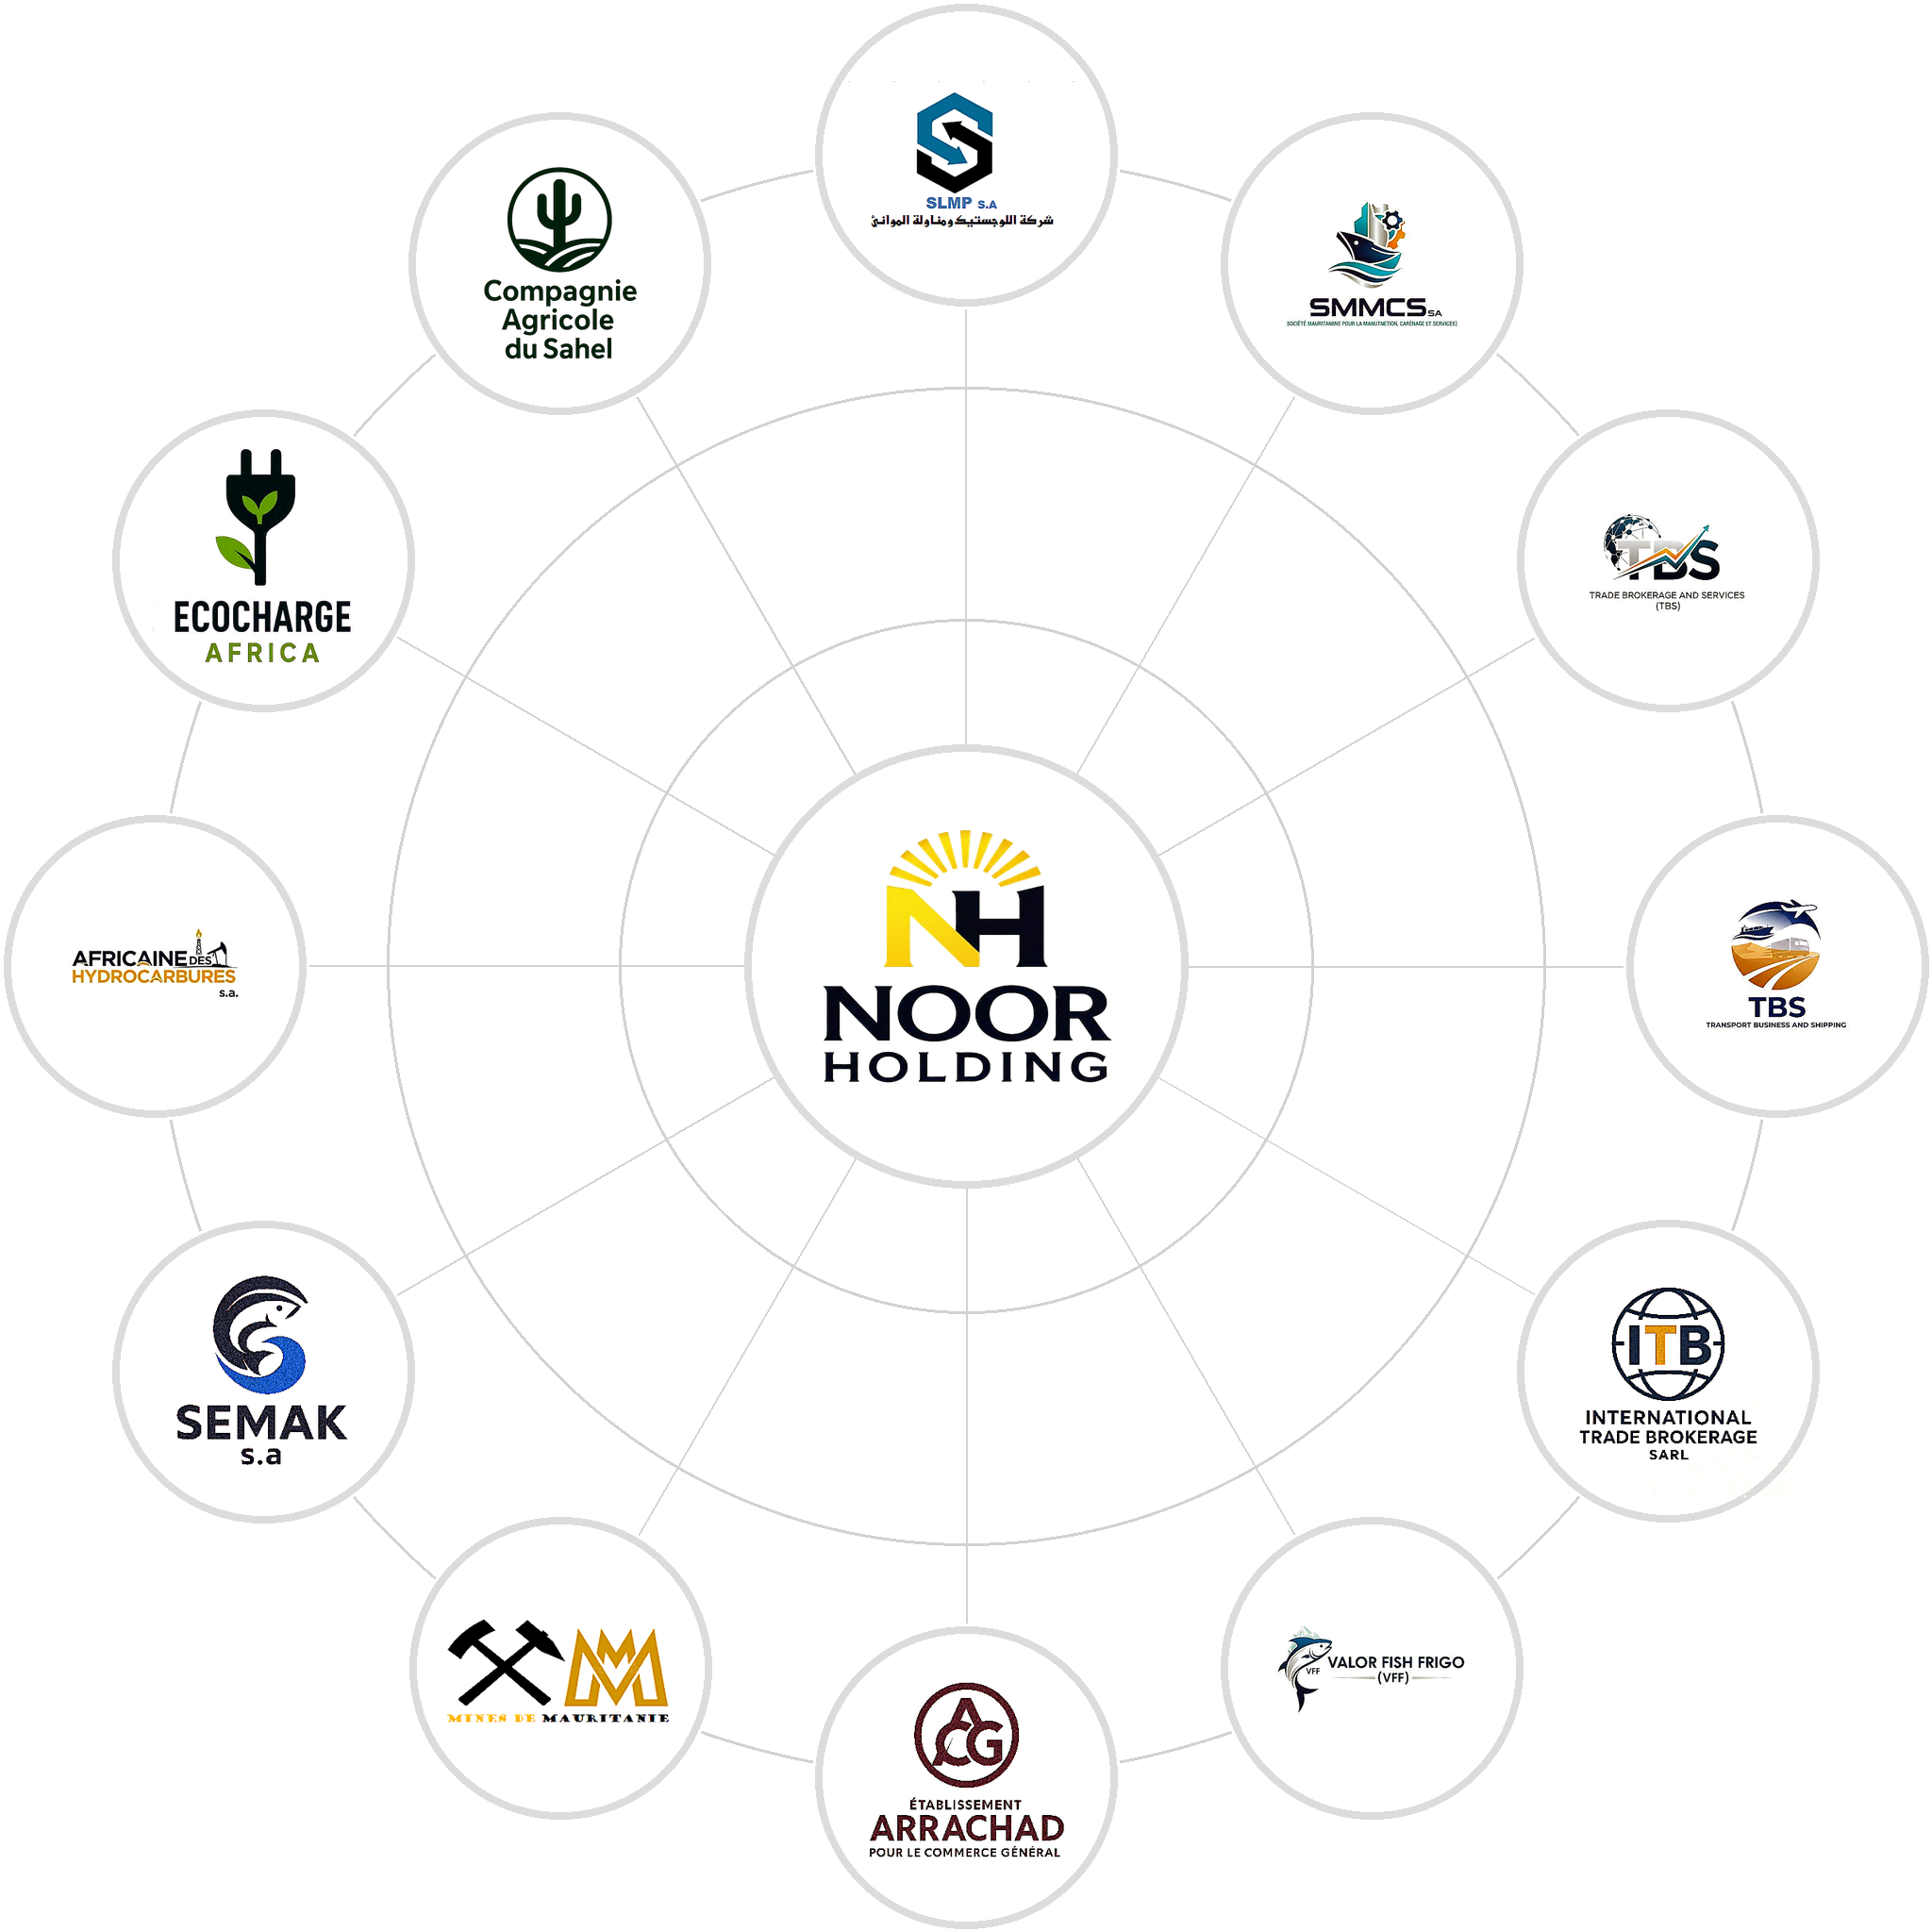 SLMP S.A
شركة اللوجستيك ومناولة الموانئ
SMMCS SA
SOCIÉTÉ MAURITANINE POUR LA MANUTNETION, CARÉNAGE ET SERVICES)
TBS
TRADE BROKERAGE AND SERVICES
(TBS)
TBS
TRANSPORT BUSINESS AND SHIPPING
ITB
INTERNATIONAL
TRADE BROKERAGE
SARL
VFF
VALOR FISH FRIGO
(VFF)
ACG
ÉTABLISSEMENT
ARRACHAD
POUR LE COMMERCE GÉNÉRAL
MM
MINES DE MAURITANIE
SEMAK
s.a
AFRICAINE DES
HYDROCARBURES
s.a.
ECOCHARGE
AFRICA
Compagnie
Agricole
du Sahel
NH
NOOR
HOLDING